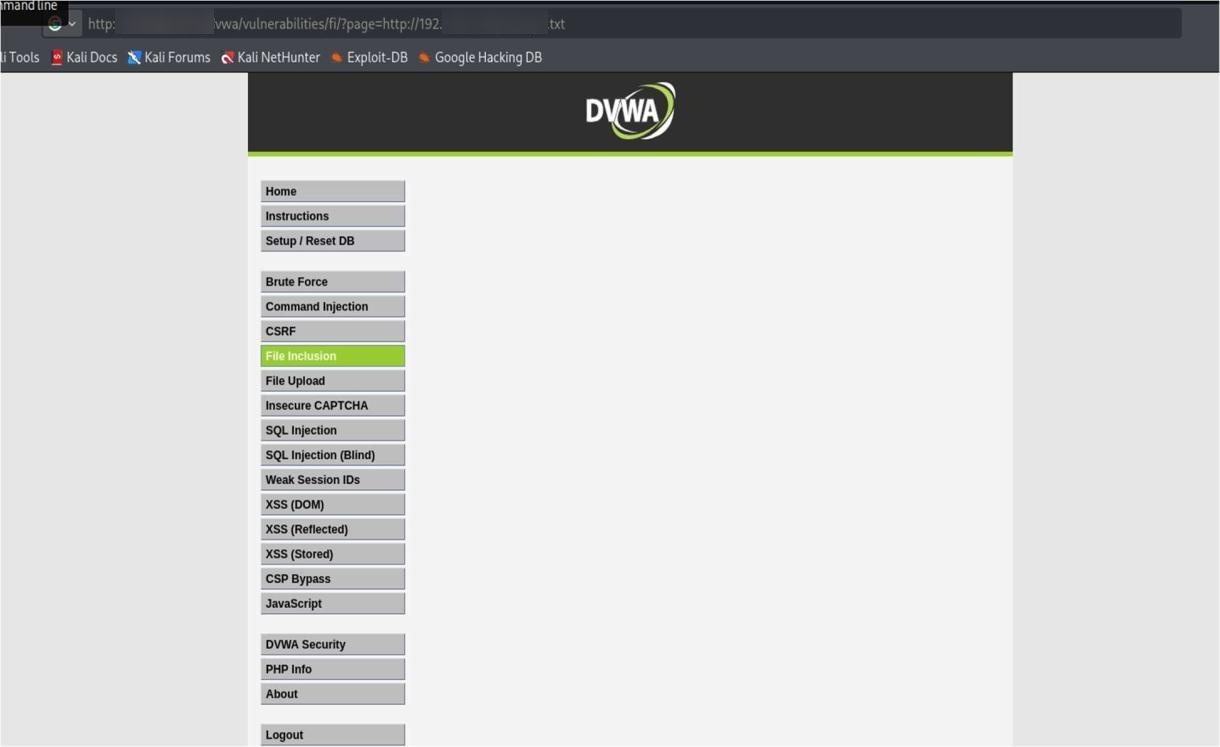 mmand line
http: vwa/vulnerabilities/fi/?page=http://192. .txt
li Tools Kali Docs Kali Forums Kali NetHunter Exploit-DB Google Hacking DB
DVWA
Home
Instructions
Setup / Reset DB
Brute Force
Command Injection
CSRF
File Inclusion
File Upload
Insecure CAPTCHA
SQL Injection
SQL Injection (Blind)
Weak Session IDs
XSS (DOM)
XSS (Reflected)
XSS (Stored)
CSP Bypass
JavaScript
DVWA Security
PHP Info
About
Logout